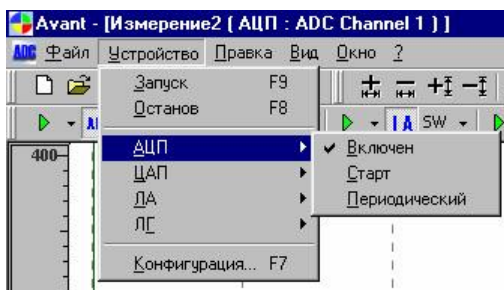 Avant - [Измерение2 ( АЦП : ADC Channel 1 ) ]
ADC Файл Устройство Правка Вид Окно ?
Запуск F9
Останов F8
SW
400
АЦП
Включен
ЦАП
Старт
ЛА
Периодический
ЛГ
Конфигурация... F7